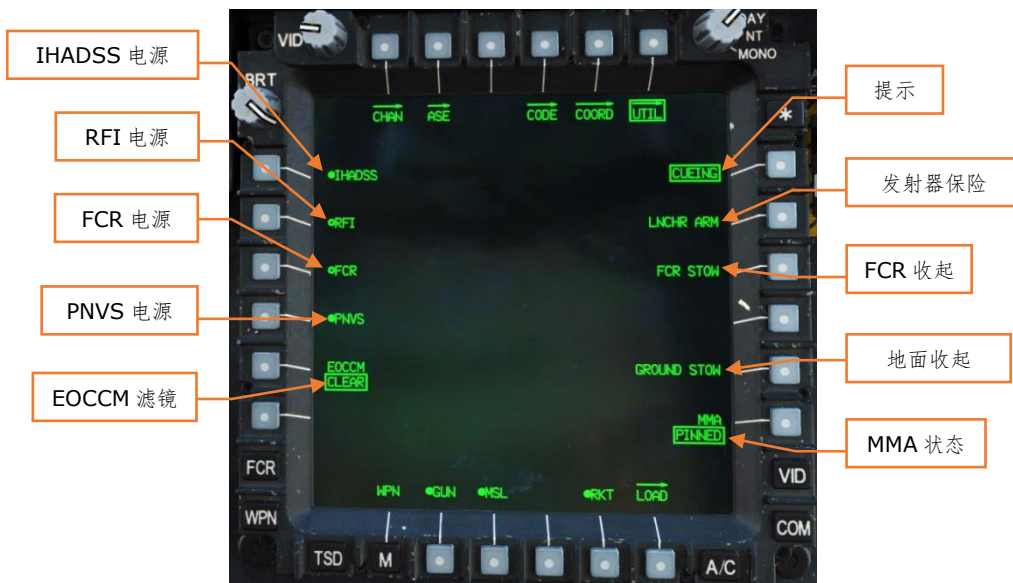 VID
DAY
NT
MONO
BRT
IHADSS 电源
RFI 电源
FCR 电源
PNVS 电源
EOCCM 滤镜
CHAN
ASE
CODE
COORD
UTIL
*
IHADSS
RFI
FCR
PNVS
EOCCM
CLEAR
CUEING
LNCHR ARM
FCR STOW
GROUND STOW
MMA
PINNED
提示
发射器保险
FCR 收起
地面收起
MMA 状态
WPN
GUN
MSL
RKT
LOAD
FCR
WPN
VID
COM
TSD
M
A/C